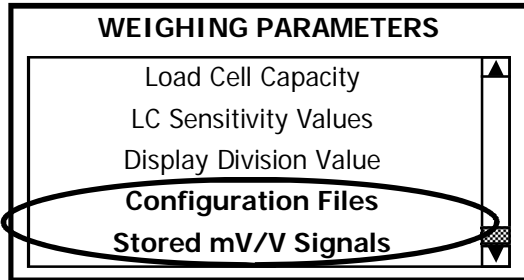 WEIGHING PARAMETERS
Load Cell Capacity
LC Sensitivity Values
Display Division Value
Configuration Files
Stored mV/V Signals